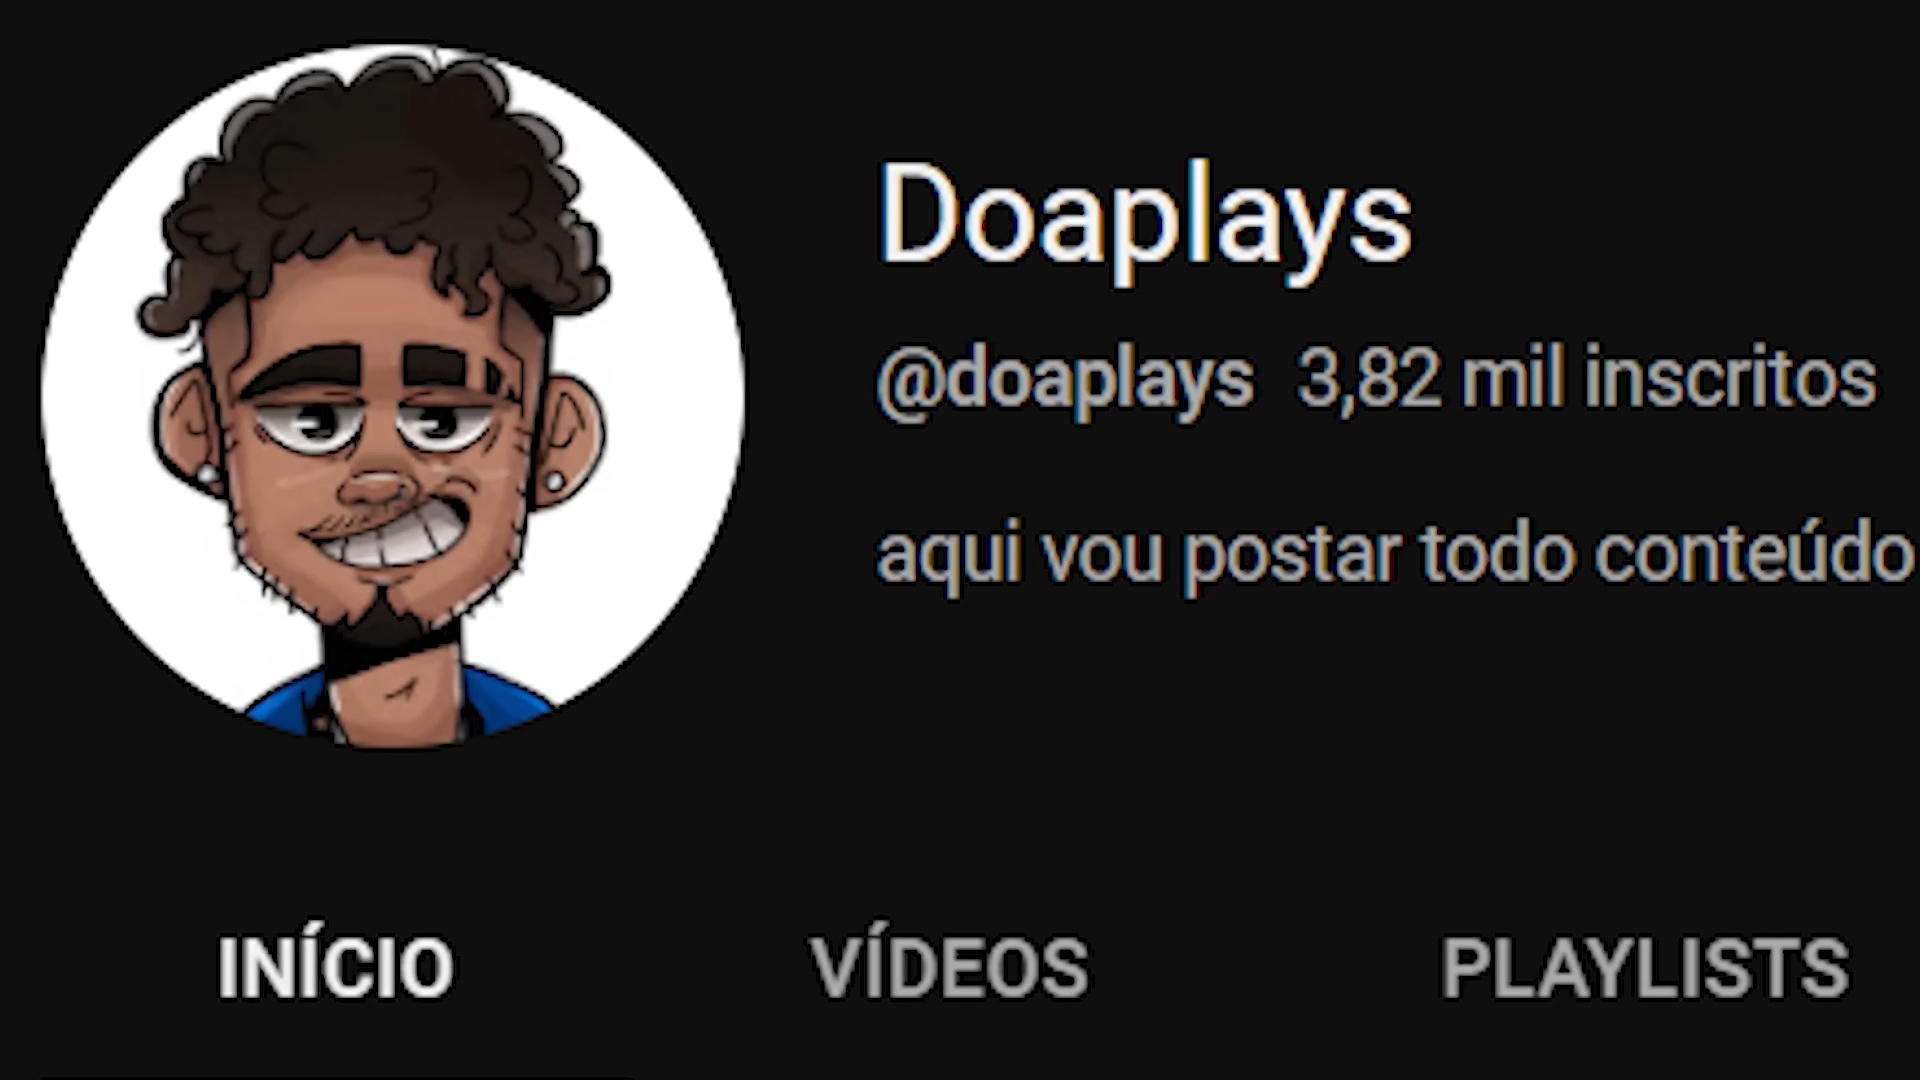 Doaplays
@doaplays 3,82 mil inscritos
aqui vou postar todo conteúdo
INÍCIO VÍDEOS PLAYLISTS